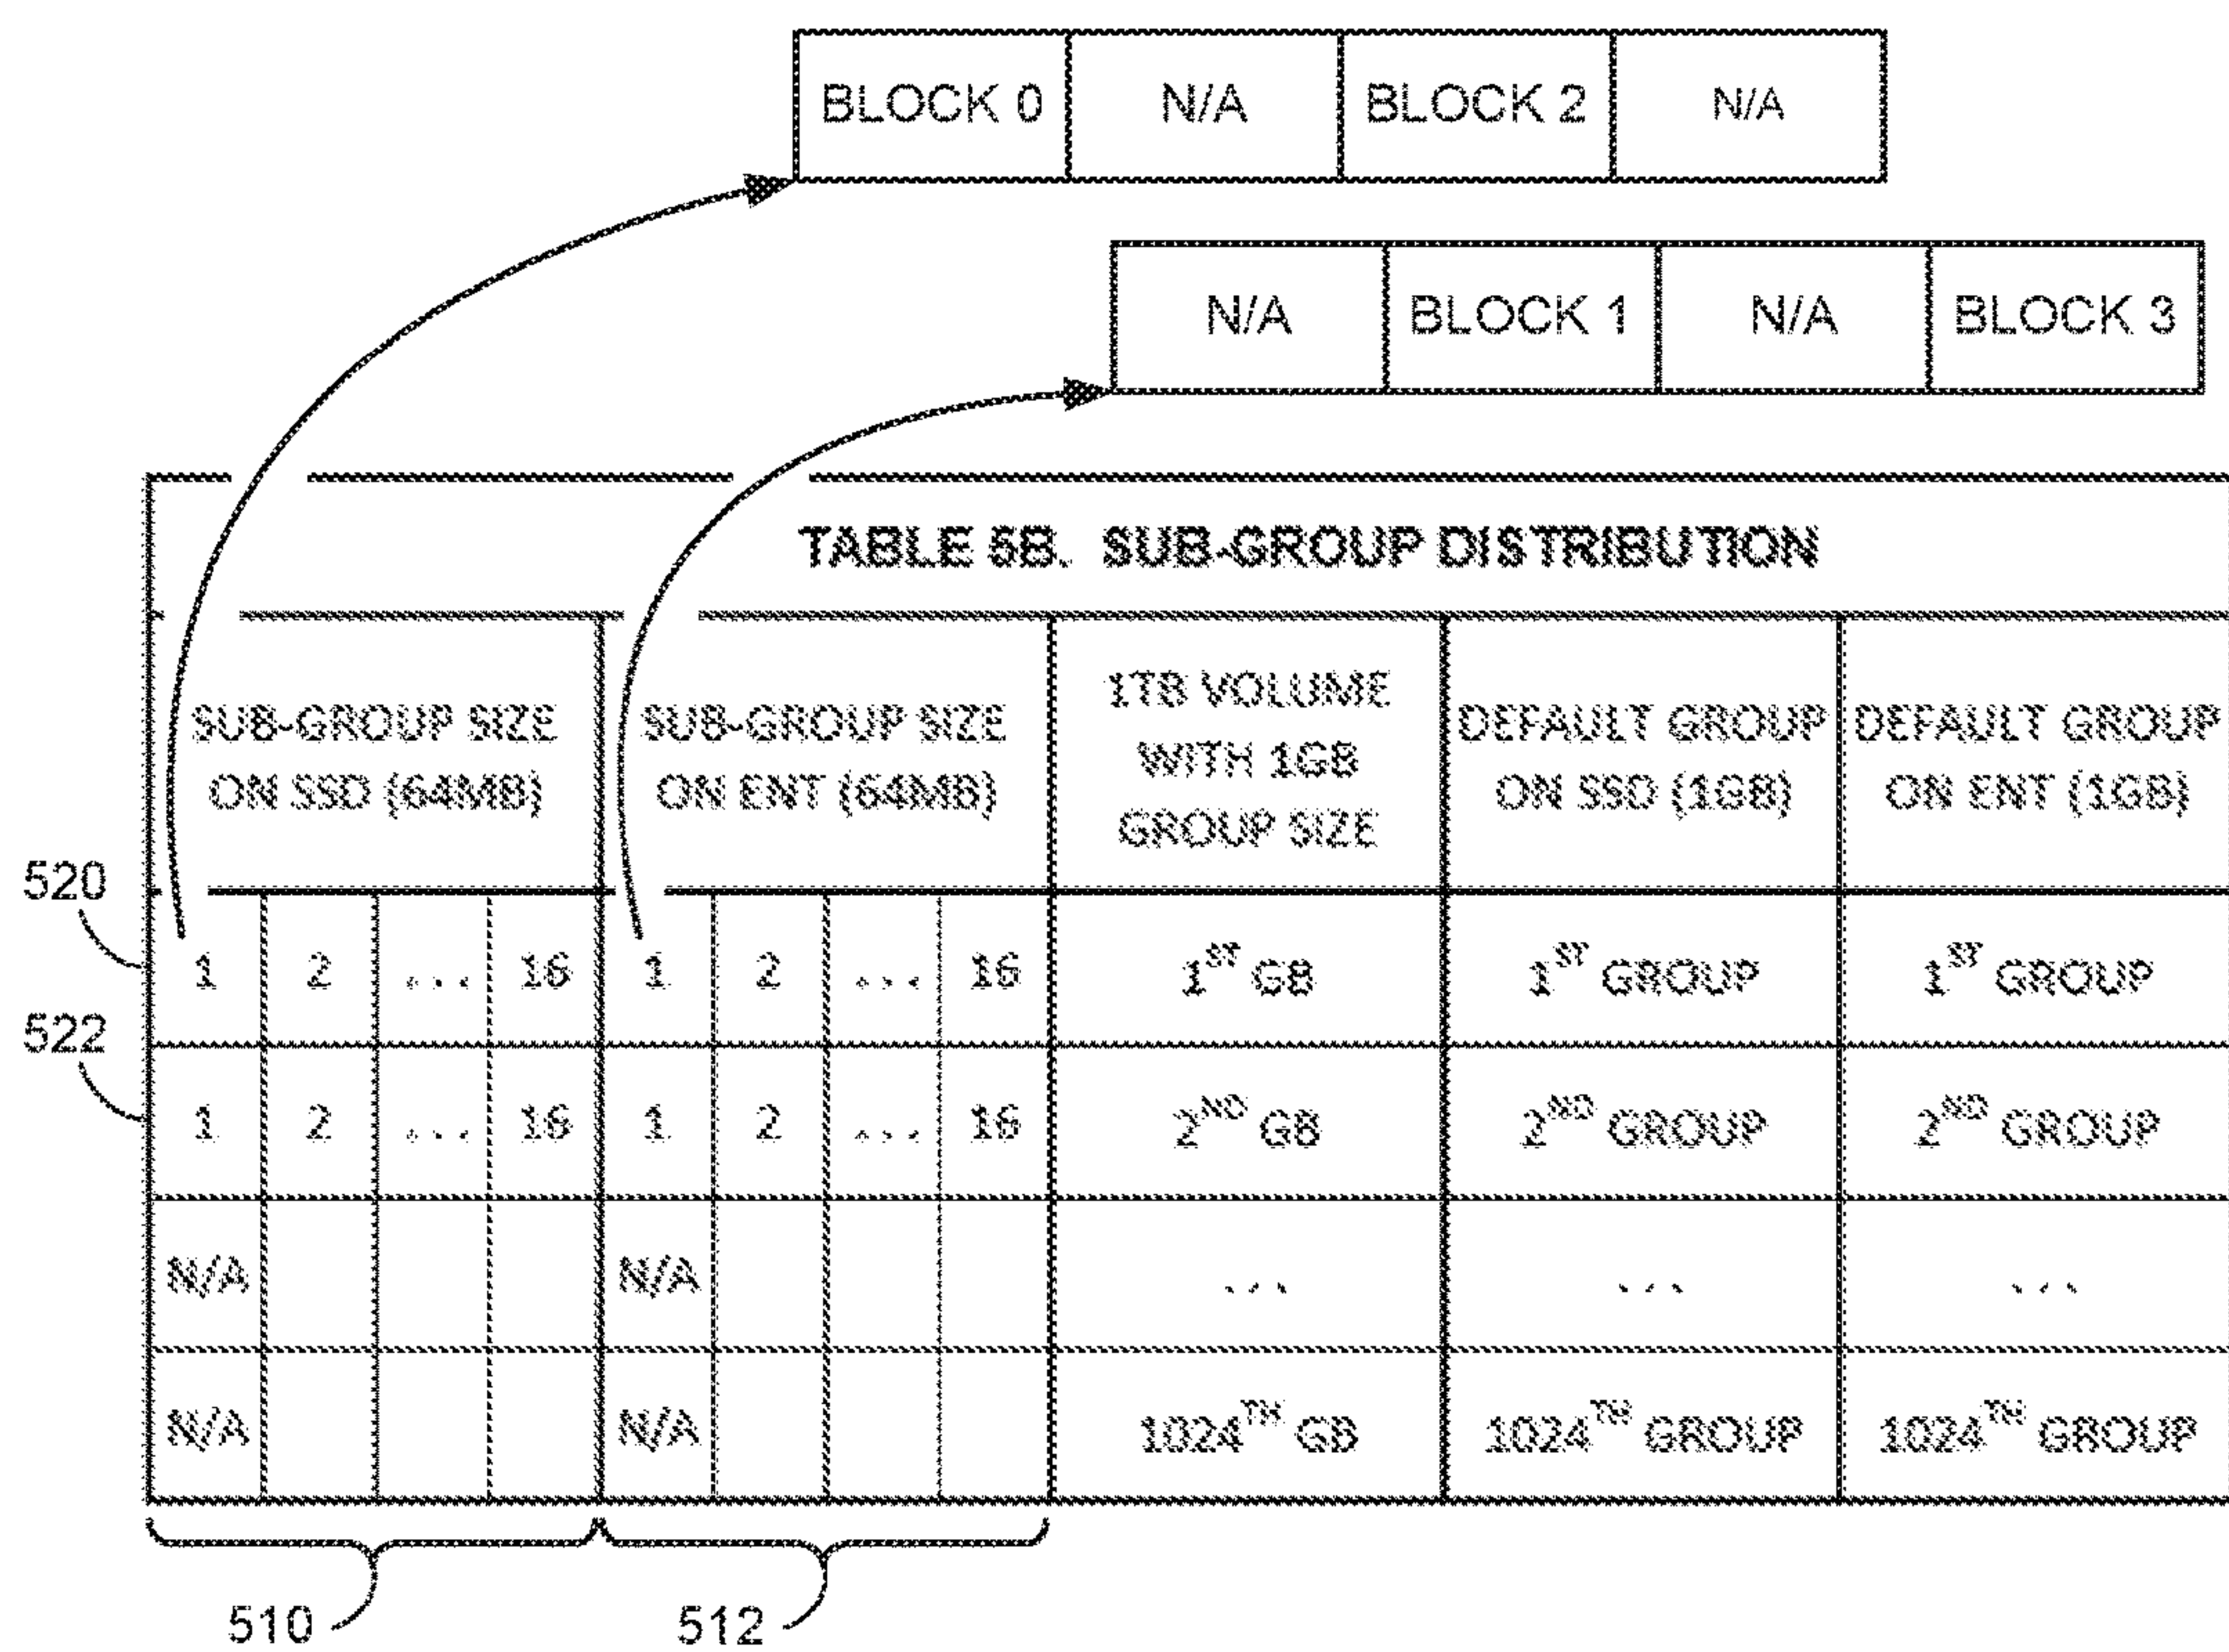 BLOCK 0 N/A BLOCK 2 N/A
N/A BLOCK 1 N/A BLOCK 3
TABLE 5B. SUB-GROUP DISTRIBUTION
SUB-GROUP SIZE ON SSD (64MB)
SUB-GROUP SIZE ON ENT (64MB)
1TB VOLUME WITH 1GB GROUP SIZE
DEFAULT GROUP ON SSD (1GB)
DEFAULT GROUP ON ENT (1GB)
520 1 2 ... 16 1 2 ... 16 1ST GB 1ST GROUP 1ST GROUP
522 1 2 ... 16 1 2 ... 16 2ND GB 2ND GROUP 2ND GROUP
N/A N/A ... ... ...
N/A N/A 1024TH GB 1024TH GROUP 1024TH GROUP
510 512